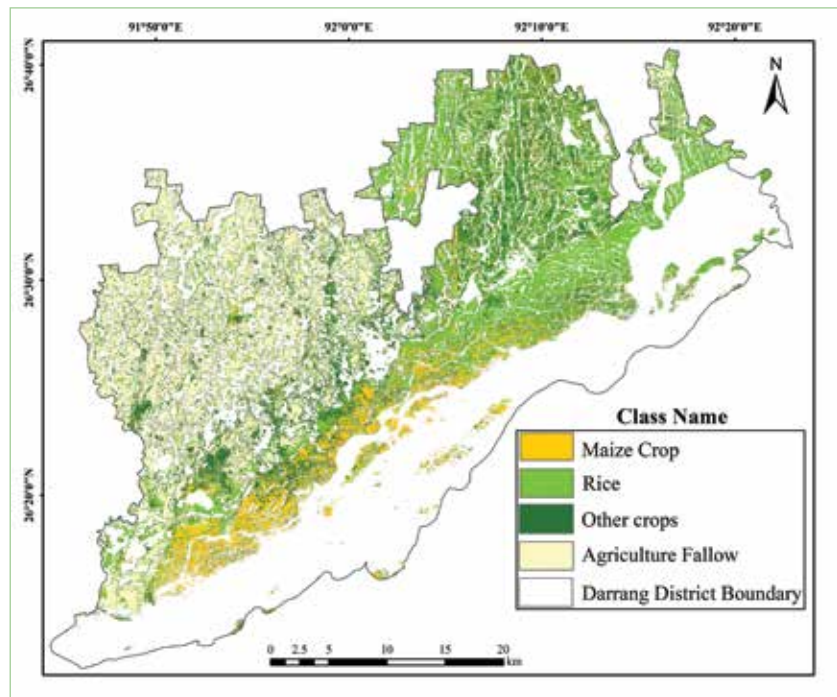 91°50'0"E 92°0'0"E 92°10'0"E 92°20'0"E
26°40'0"N
N
26°30'0"N
26°20'0"N
Class Name
Maize Crop
Rice
Other crops
Agriculture Fallow
Darrang District Boundary
0 2.5 5 10 15 20
km